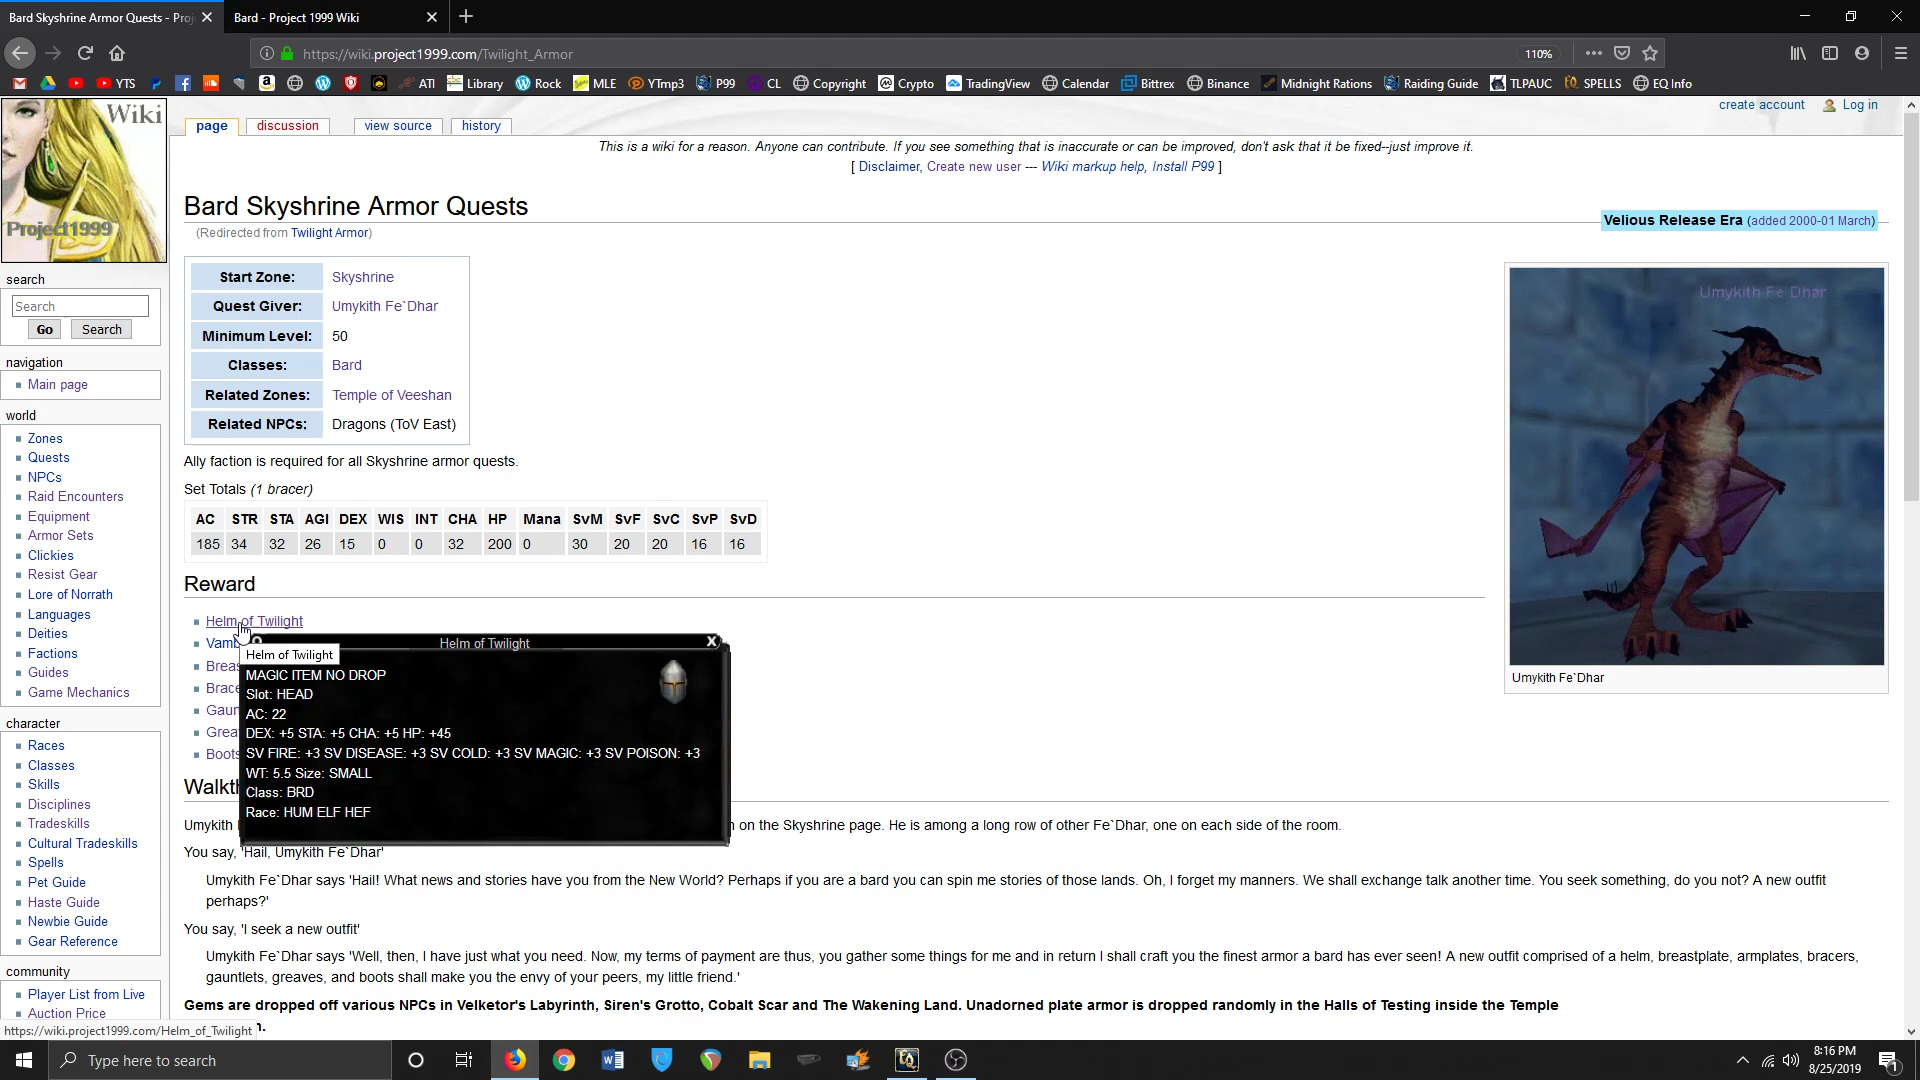 Bard Skyshrine Armor Quests - Proj
Bard - Project 1999 Wiki
https://wiki.project1999.com/Twilight_Armor
110%
YTS
ATI
Library
Rock
MLE
YTmp3
P99
CL
Copyright
Crypto
TradingView
Calendar
Bittrex
Binance
Midnight Rations
Raiding Guide
TLPAUC
SPELLS
EQ Info
Wiki
Project1999
create account
Log in
page
discussion
view source
history
This is a wiki for a reason. Anyone can contribute. If you see something that is inaccurate or can be improved, don't ask that it be fixed--just improve it.
[ Disclaimer, Create new user --- Wiki markup help, Install P99 ]
Bard Skyshrine Armor Quests
Velious Release Era (added 2000-01 March)
(Redirected from Twilight Armor)
Start Zone: Skyshrine
Quest Giver: Umykith Fe`Dhar
Minimum Level: 50
Classes: Bard
Related Zones: Temple of Veeshan
Related NPCs: Dragons (ToV East)
Umykith Fe Dhar
Umykith Fe`Dhar
Ally faction is required for all Skyshrine armor quests.
Set Totals (1 bracer)
AC STR STA AGI DEX WIS INT CHA HP Mana SvM SvF SvC SvP SvD
185 34 32 26 15 0 0 32 200 0 30 20 20 16 16
Reward
Helm of Twilight
Vamb
Breas
Brace
Gaun
Grea
Boots
Helm of Twilight
Helm of Twilight
X
MAGIC ITEM NO DROP
Slot: HEAD
AC: 22
DEX: +5 STA: +5 CHA: +5 HP: +45
SV FIRE: +3 SV DISEASE: +3 SV COLD: +3 SV MAGIC: +3 SV POISON: +3
WT: 5.5 Size: SMALL
Class: BRD
Race: HUM ELF HEF
Walkth
Umykith
on the Skyshrine page. He is among a long row of other Fe`Dhar, one on each side of the room.
You say, 'Hail, Umykith Fe`Dhar'
Umykith Fe`Dhar says 'Hail! What news and stories have you from the New World? Perhaps if you are a bard you can spin me stories of those lands. Oh, I forget my manners. We shall exchange talk another time. You seek something, do you not? A new outfit
perhaps?'
You say, 'I seek a new outfit'
Umykith Fe`Dhar says 'Well, then, I have just what you need. Now, my terms of payment are thus, you gather some things for me and in return I shall craft you the finest armor a bard has ever seen! A new outfit comprised of a helm, breastplate, armplates, bracers,
gauntlets, greaves, and boots shall make you the envy of your peers, my little friend.'
Gems are dropped off various NPCs in Velketor's Labyrinth, Siren's Grotto, Cobalt Scar and The Wakening Land. Unadorned plate armor is dropped randomly in the Halls of Testing inside the Temple
n.
search
Search
Go
Search
navigation
Main page
world
Zones
Quests
NPCs
Raid Encounters
Equipment
Armor Sets
Clickies
Resist Gear
Lore of Norrath
Languages
Deities
Factions
Guides
Game Mechanics
character
Races
Classes
Skills
Disciplines
Tradeskills
Cultural Tradeskills
Spells
Pet Guide
Haste Guide
Newbie Guide
Gear Reference
community
Player List from Live
Auction Price
https://wiki.project1999.com/Helm_of_Twilight
Type here to search
8:16 PM
8/25/2019
1